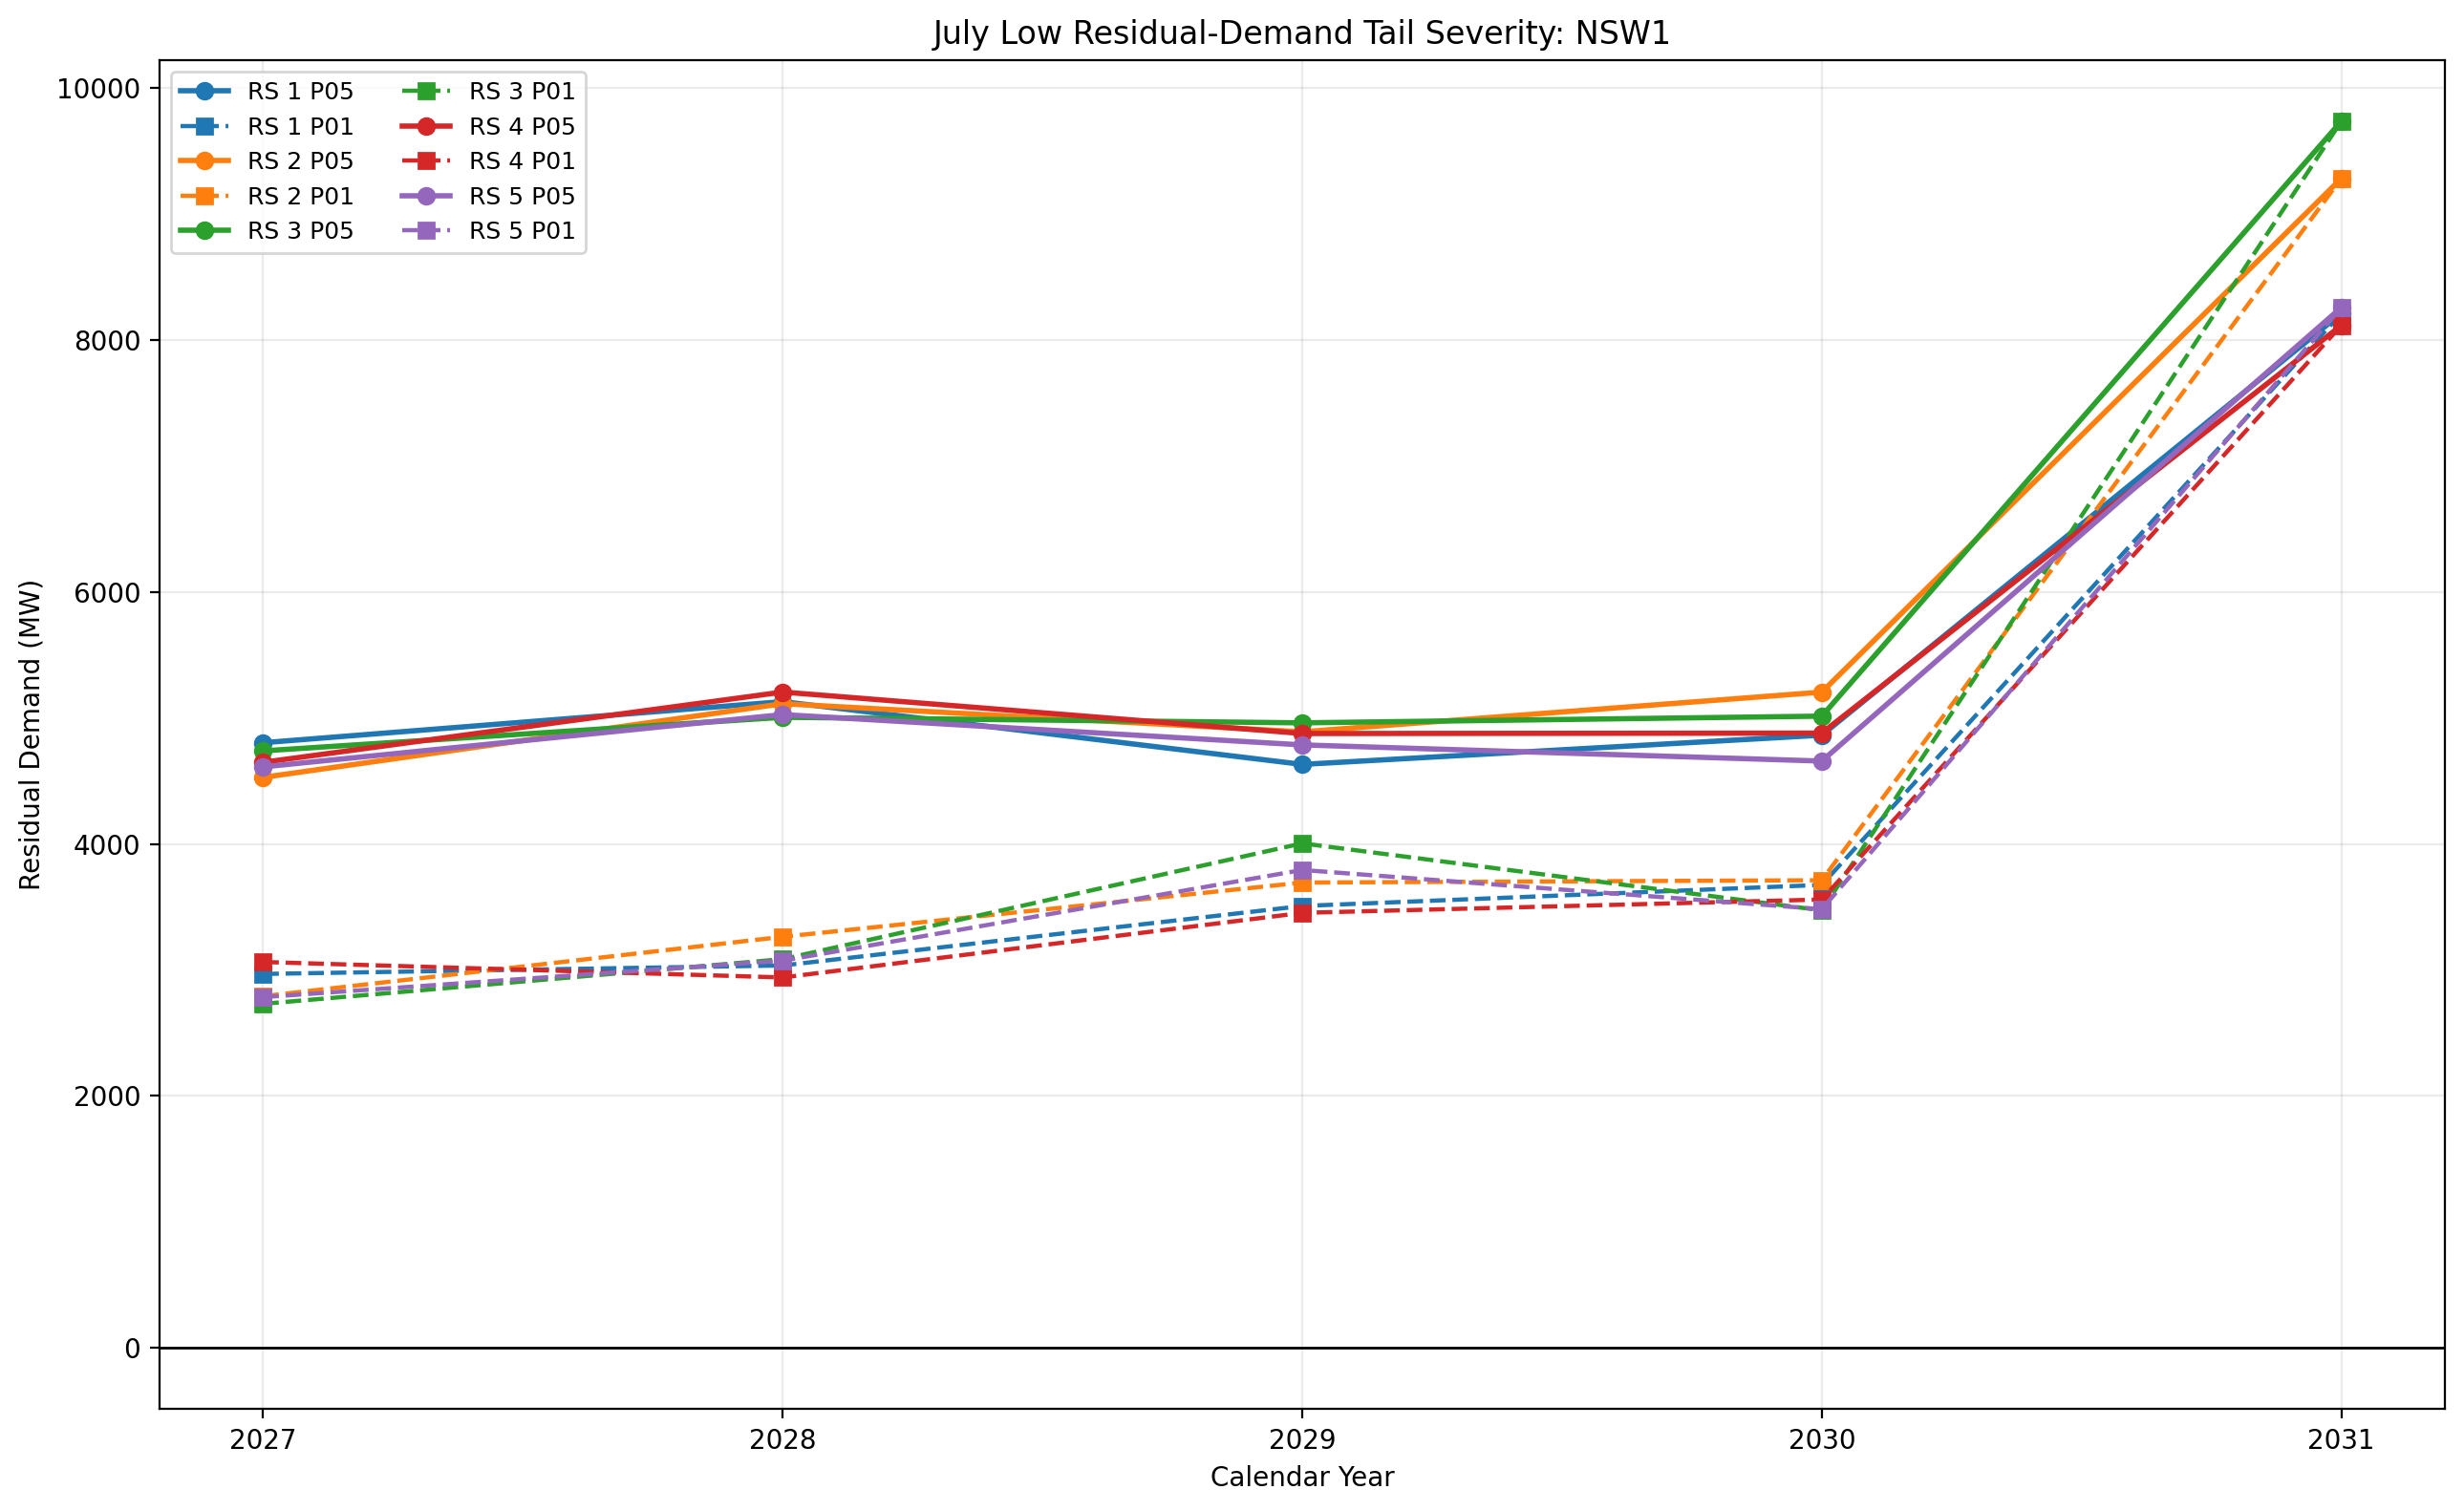 July Low Residual-Demand Tail Severity: NSW1
RS 1 P05
RS 1 P01
RS 2 P05
RS 2 P01
RS 3 P05
RS 3 P01
RS 4 P05
RS 4 P01
RS 5 P05
RS 5 P01
Residual Demand (MW)
10000
8000
6000
4000
2000
0
2027 2028 2029 2030 2031
Calendar Year